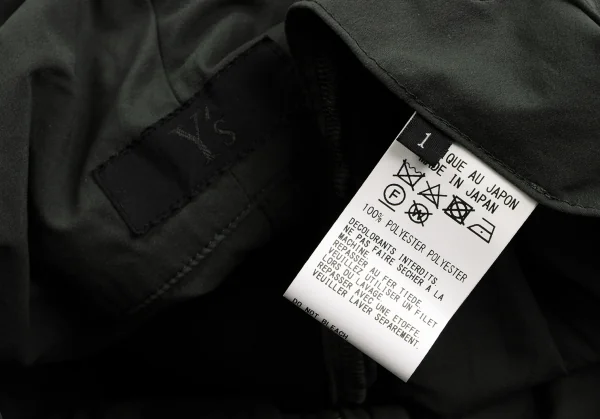 Y's
1
QUE AU JAPON
DE IN JAPAN
F
W
100% POLYESTER POLYESTER
DECOLORANTS INTERDITS.
NE PAS FAIRE SECHER A LA
MACHINE.
REPASSER AU FER TIEDE.
VEUILLEZ UTILISER UN FILET
LORS DU LAVAGE.
REPASSER AVEC UNE ETOFFE.
VEUILLER LAVER SEPAREMENT.
DO NOT BLEACH